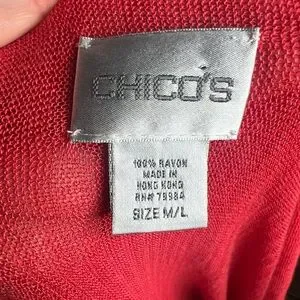 CHICO'S
100% RAYON
MADE IN
HONG KONG
RN# 79984
SIZE M/L